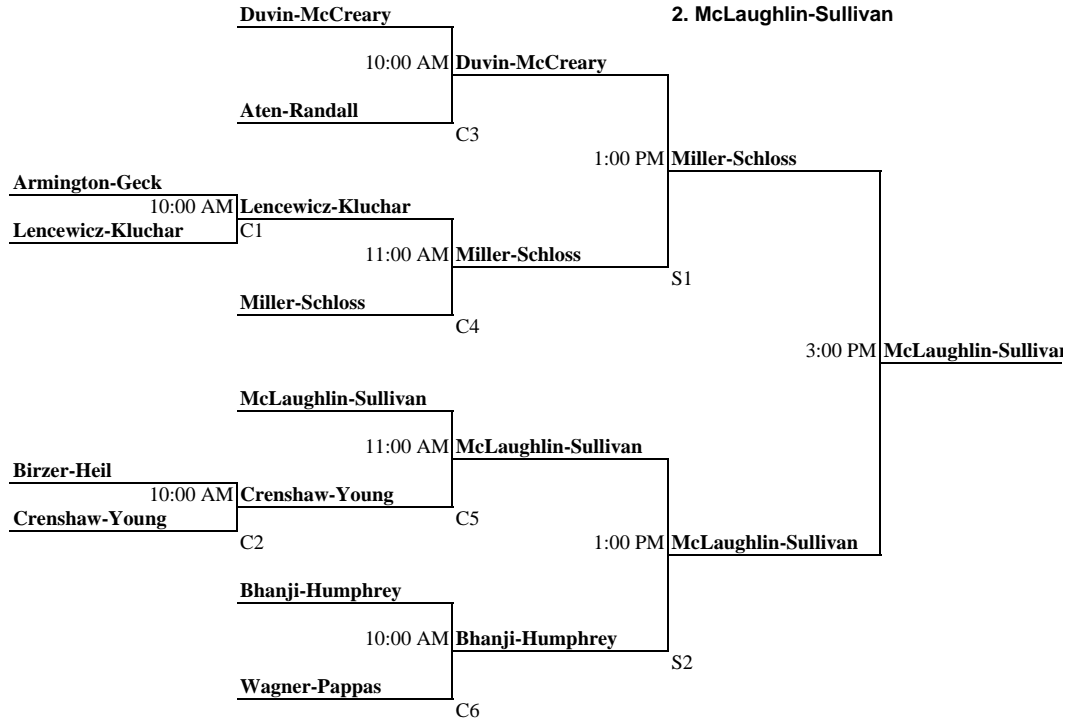 Duvin-McCreary
2. McLaughlin-Sullivan
10:00 AM Duvin-McCreary
Aten-Randall
C3
1:00 PM Miller-Schloss
Armington-Geck
10:00 AM Lencewicz-Kluchar
Lencewicz-Kluchar
C1
11:00 AM Miller-Schloss
S1
Miller-Schloss
C4
3:00 PM McLaughlin-Sullivan
McLaughlin-Sullivan
11:00 AM McLaughlin-Sullivan
Birzer-Heil
10:00 AM Crenshaw-Young
Crenshaw-Young
C5
C2
1:00 PM McLaughlin-Sullivan
Bhanji-Humphrey
10:00 AM Bhanji-Humphrey
S2
Wagner-Pappas
C6